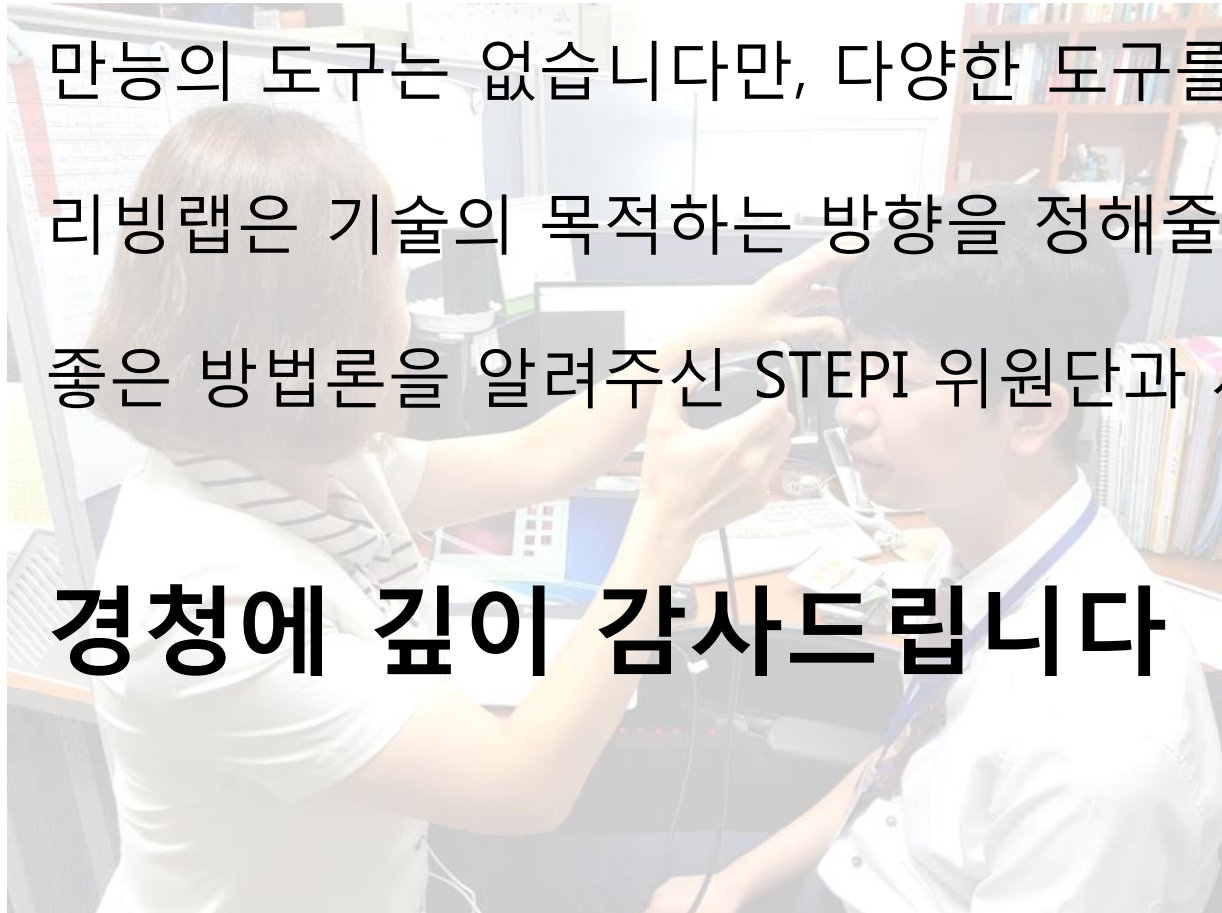 만능의 도구는 없습니다만, 다양한 도구를
리빙랩은 기술의 목적하는 방향을 정해줄
좋은 방법론을 알려주신 STEPI 위원단과
경청에 깊이 감사드립니다